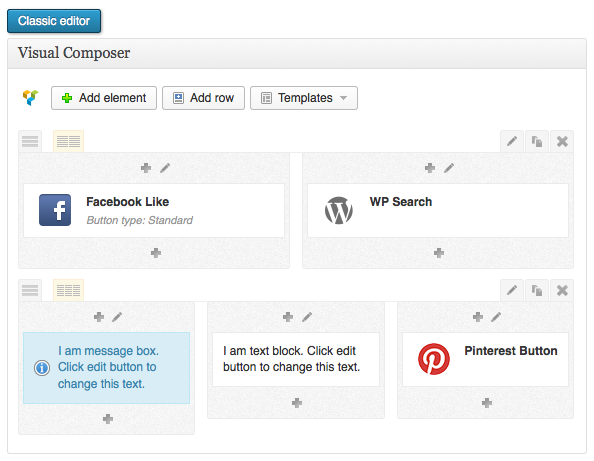 Classic editor
Visual Composer
Add element Add row Templates
Facebook Like
Button type: Standard
WP Search
I am message box.
Click edit button to
change this text.
I am text block. Click edit
button to change this text.
Pinterest Button